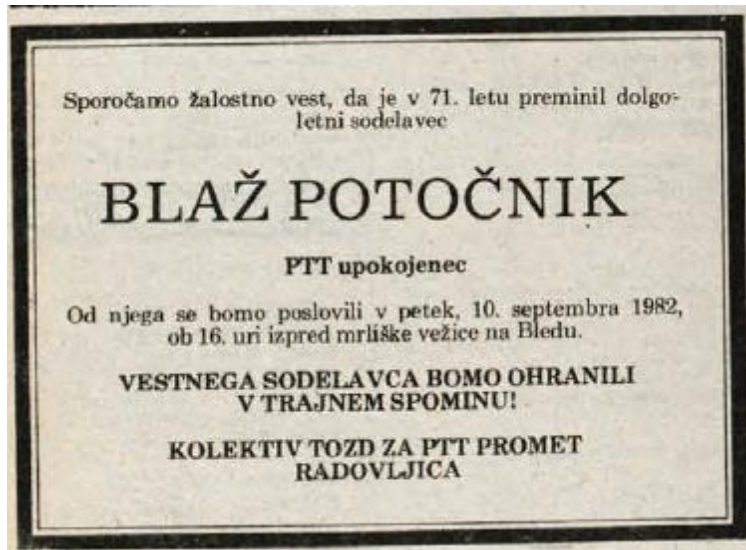 Sporočamo žalostno vest, da je v 71. letu preminil dolgo-
letni sodelavec
BLAŽ POTOČNIK
PTT upokojenec
Od njega se bomo poslovili v petek, 10. septembra 1982,
ob 16. uri izpred mrliške vežice na Bledu.
VESTNEGA SODELAVCA BOMO OHRANILI
V TRAJNEM SPOMINU!
KOLEKTIV TOZD ZA PTT PROMET
RADOVLJICA